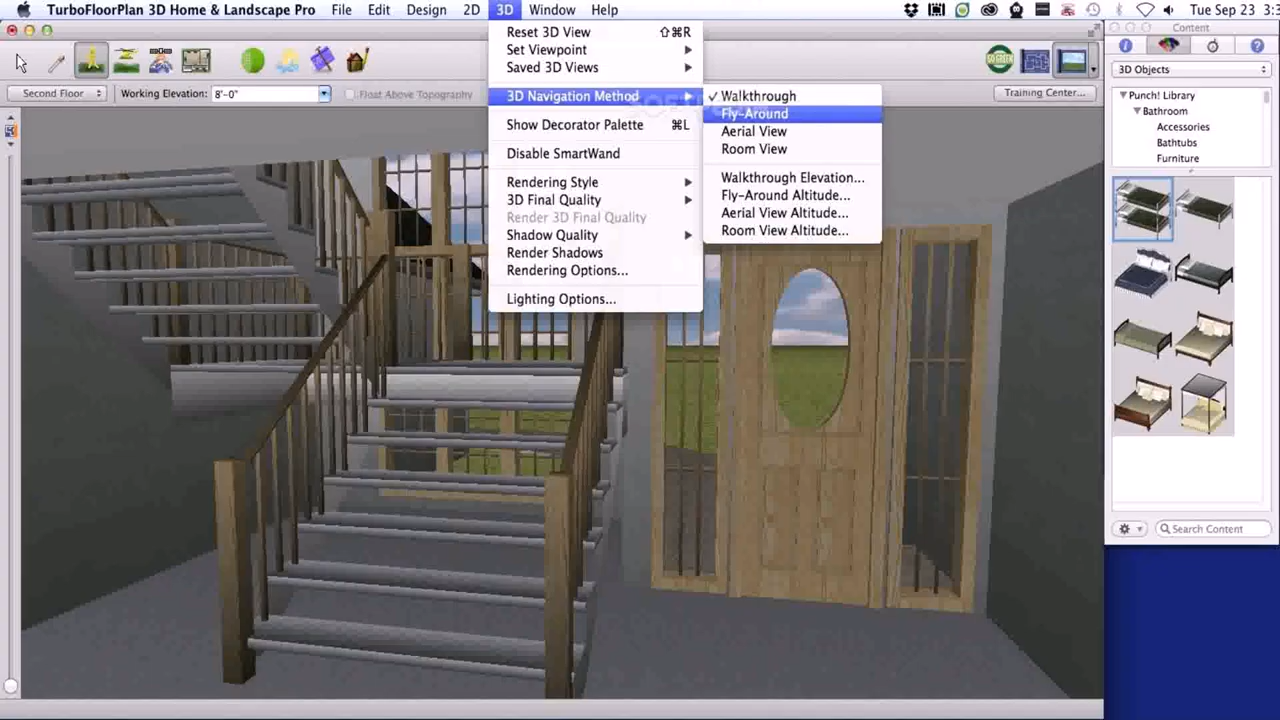 TurboFloorPlan 3D Home & Landscape Pro File Edit Design 2D 3D Window Help Tue Sep 23
Content
Second Floor Working Elevation: 8'-0" Float Above Topography Training Center...
Reset 3D View ⇧⌘R
Set Viewpoint
Saved 3D Views
3D Navigation Method
Show Decorator Palette ⌘L
Disable SmartWand
Rendering Style
3D Final Quality
Render 3D Final Quality
Shadow Quality
Render Shadows
Rendering Options...
Lighting Options...
✓ Walkthrough
Fly-Around
Aerial View
Room View
Walkthrough Elevation...
Fly-Around Altitude...
Aerial View Altitude...
Room View Altitude...
GO GREEN
3D Objects
Punch! Library
Bathroom
Accessories
Bathtubs
Furniture
Search Content